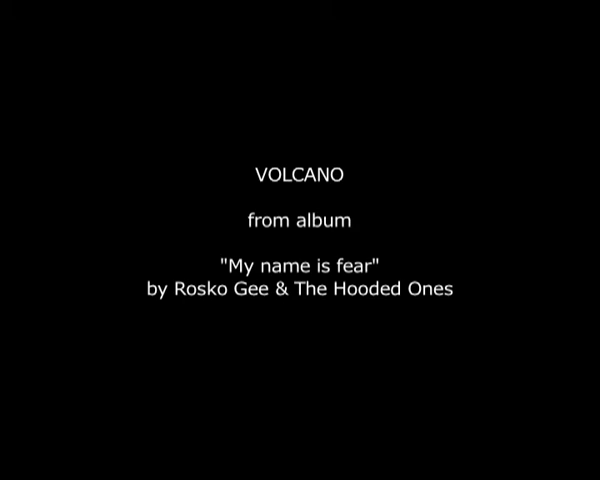 VOLCANO
from album
"My name is fear"
by Rosko Gee & The Hooded Ones